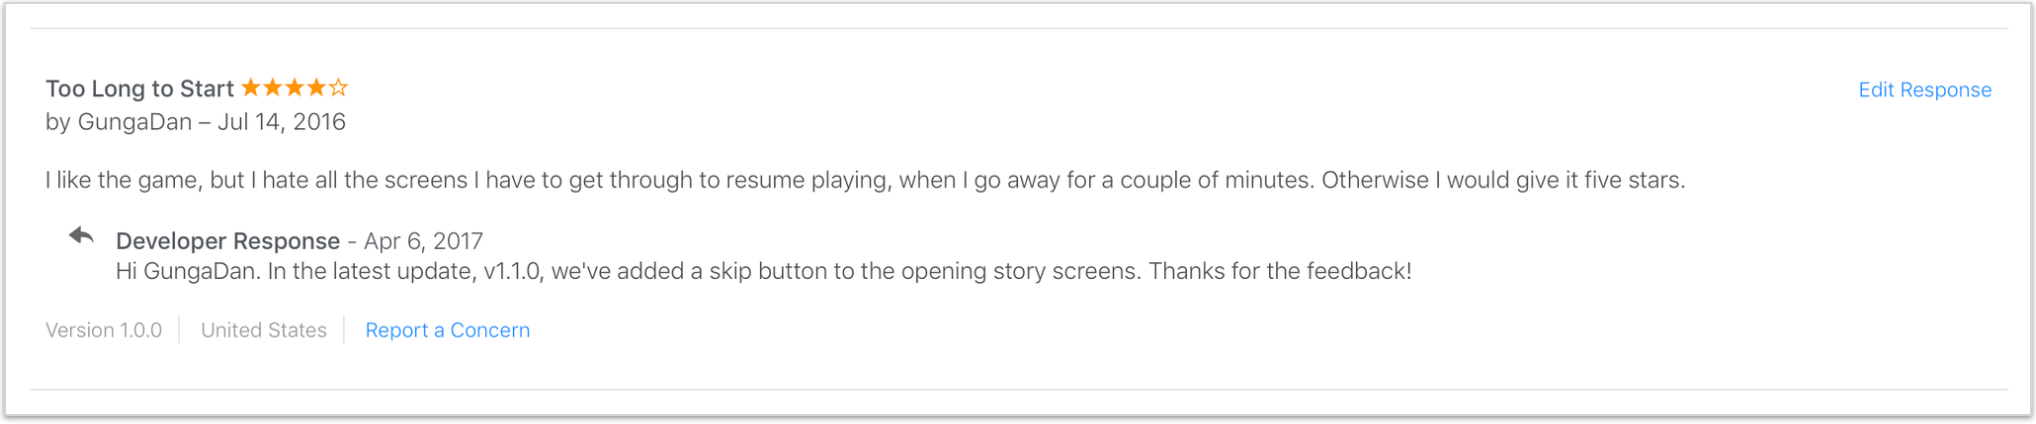 Too Long to Start ★★★★☆
Edit Response
by GungaDan – Jul 14, 2016
I like the game, but I hate all the screens I have to get through to resume playing, when I go away for a couple of minutes. Otherwise I would give it five stars.
Developer Response - Apr 6, 2017
Hi GungaDan. In the latest update, v1.1.0, we've added a skip button to the opening story screens. Thanks for the feedback!
Version 1.0.0 United States Report a Concern